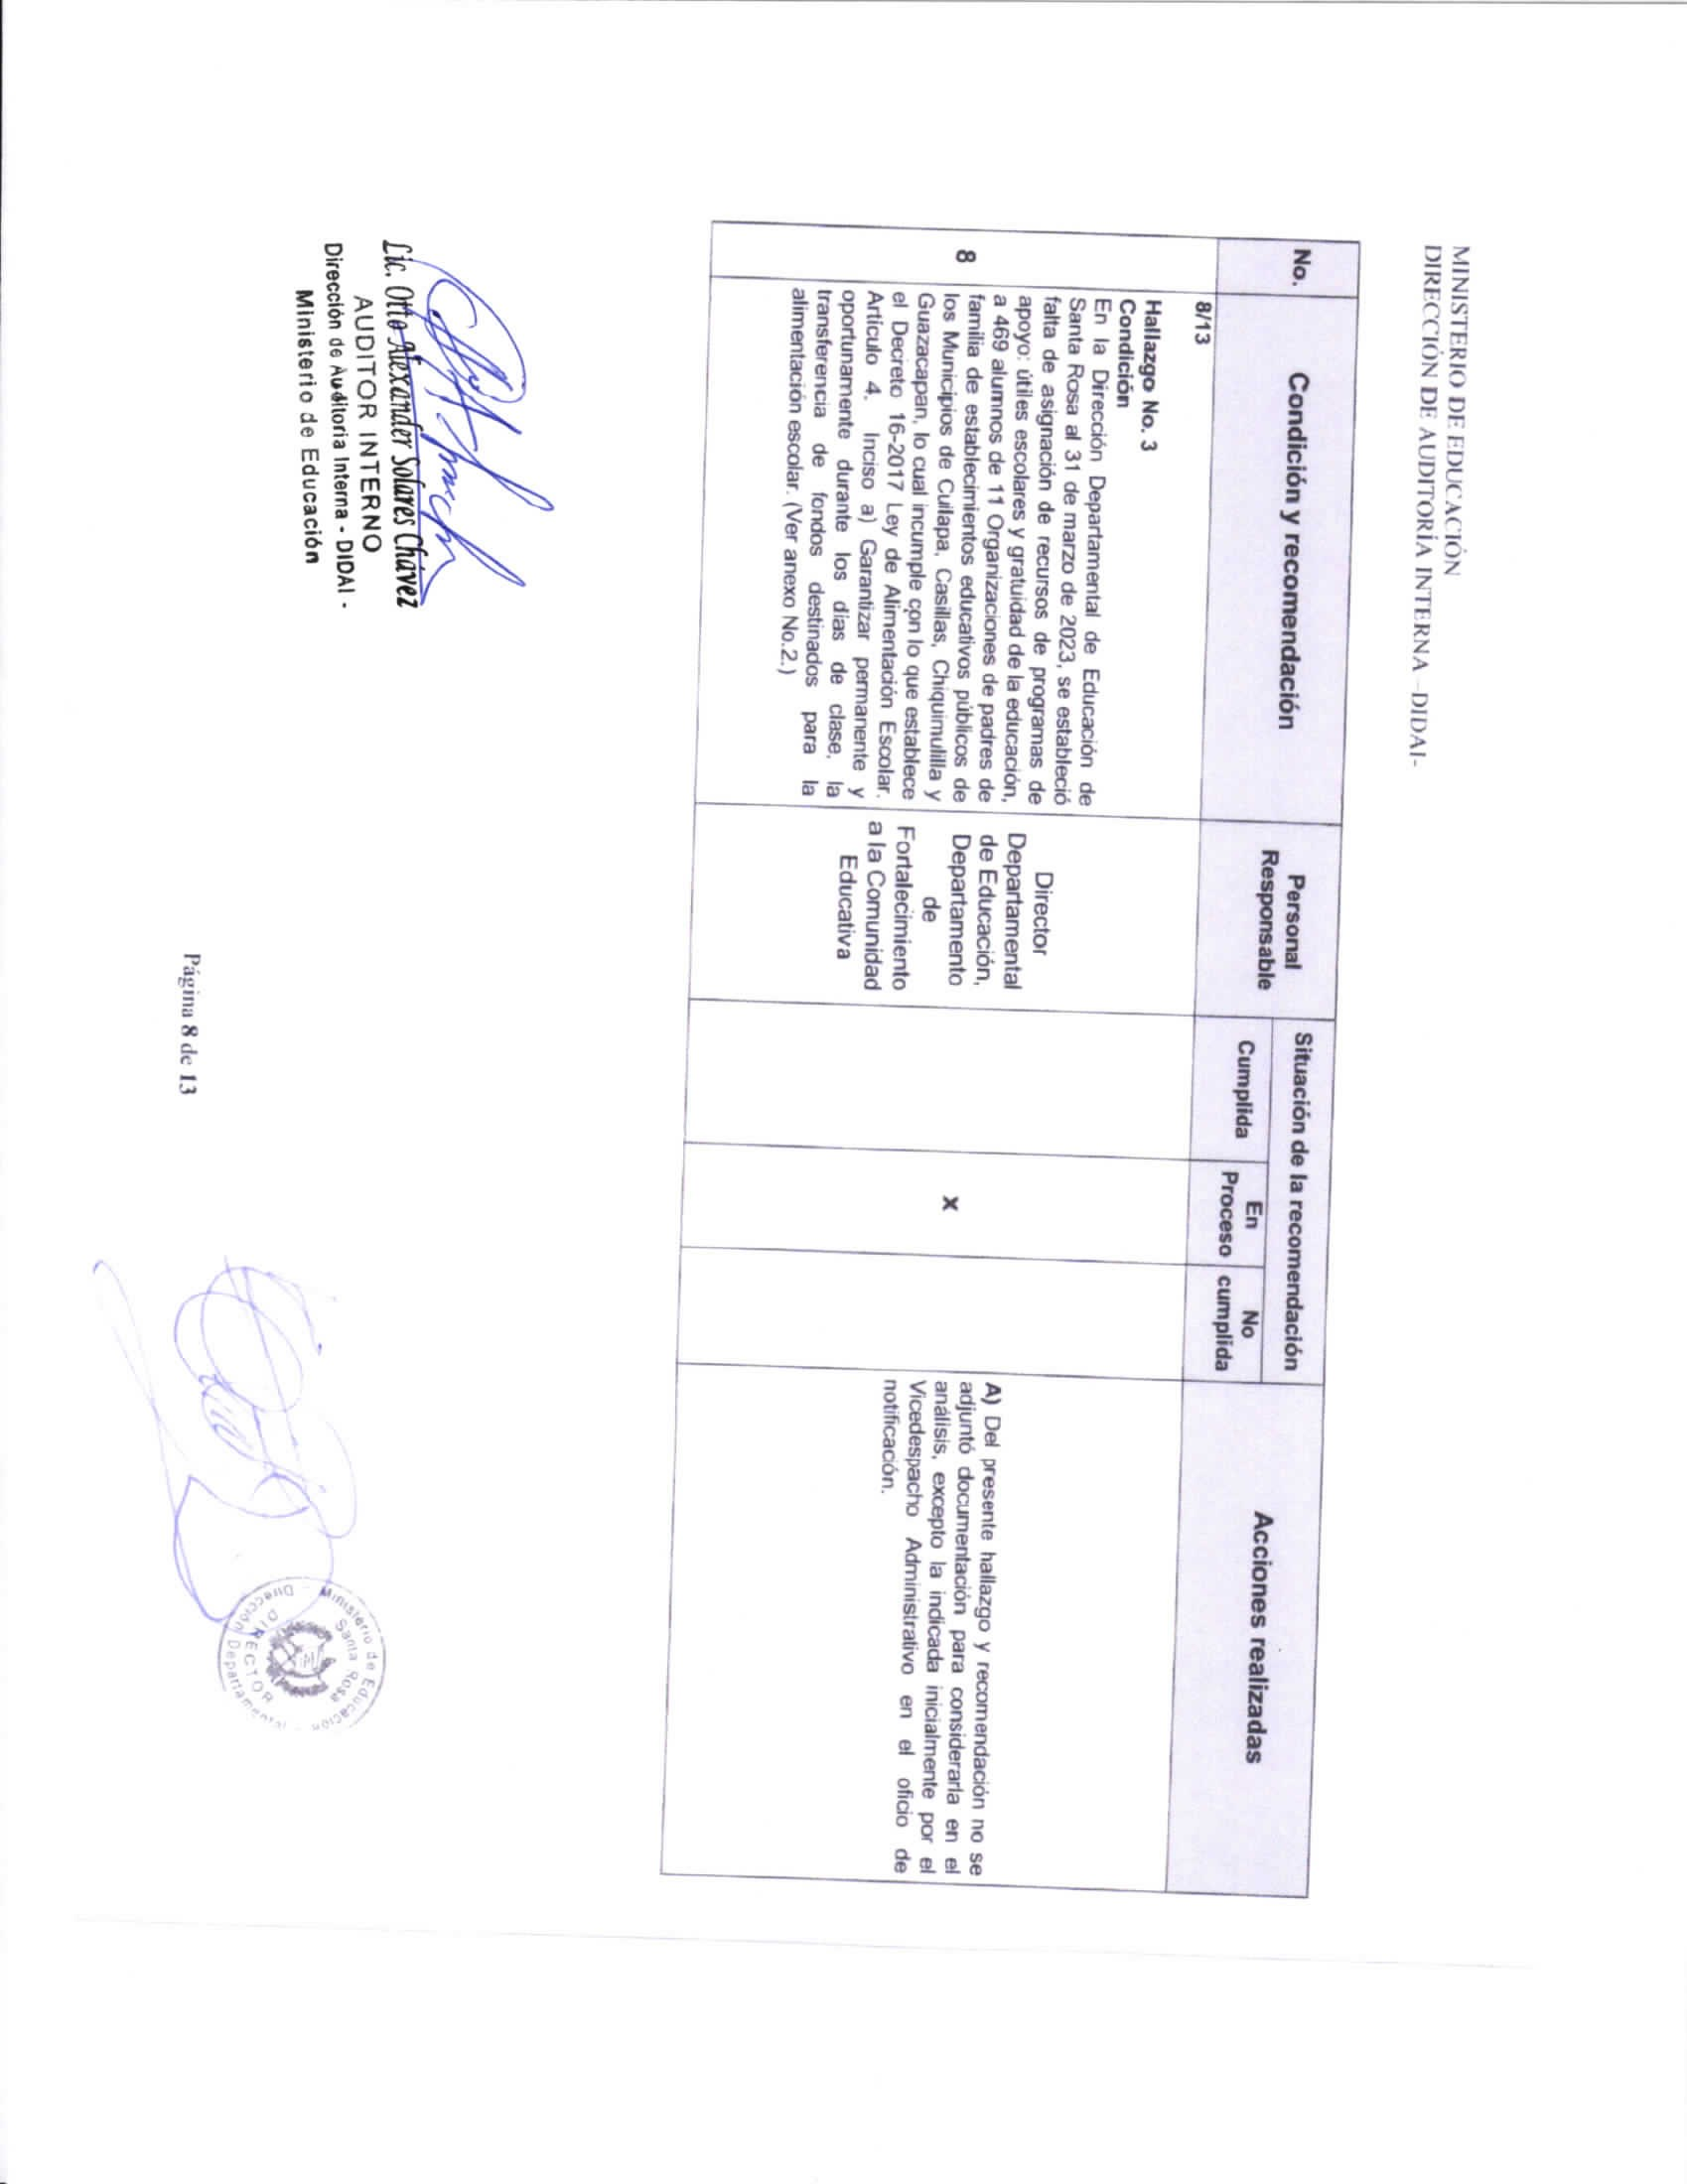 MINISTERIO DE EDUCACIÓN
DIRECCIÓN DE AUDITORÍA INTERNA –DIDAI-
No.
Condición y recomendación
Personal
Responsable
Situación de la recomendación
Cumplida
En
Proceso
No
cumplida
Acciones realizadas
8/13
8
Hallazgo No. 3
Condición
En la Dirección Departamental de Educación de
Santa Rosa al 31 de marzo de 2023, se estableció
falta de asignación de recursos de programas de
apoyo: útiles escolares y gratuidad de la educación,
a 469 alumnos de 11 Organizaciones de padres de
familia de establecimientos educativos públicos de
los Municipios de Cuilapa, Casillas, Chiquimulilla y
Guazacapan, lo cual incumple con lo que establece
el Decreto 16-2017 Ley de Alimentación Escolar.
Artículo 4. Inciso a) Garantizar permanente y
oportunamente durante los días de clase, la
transferencia de fondos destinados para la
alimentación escolar. (Ver anexo No.2.)
Director
Departamental
de Educación,
Departamento
de
Fortalecimiento
a la Comunidad
Educativa
x
A) Del presente hallazgo y recomendación no se
adjuntó documentación para considerarla en el
análisis, excepto la indicada inicialmente por el
Vicedespacho Administrativo en el oficio de
notificación.
Lic. Otto Alexander Solares Chávez
AUDITOR INTERNO
Dirección de Auditoria Interna - DIDAI -
Ministerio de Educación
Ministerio de Educación
Santa Rosa
DIRECTOR
Dirección Departamental
Página 8 de 13